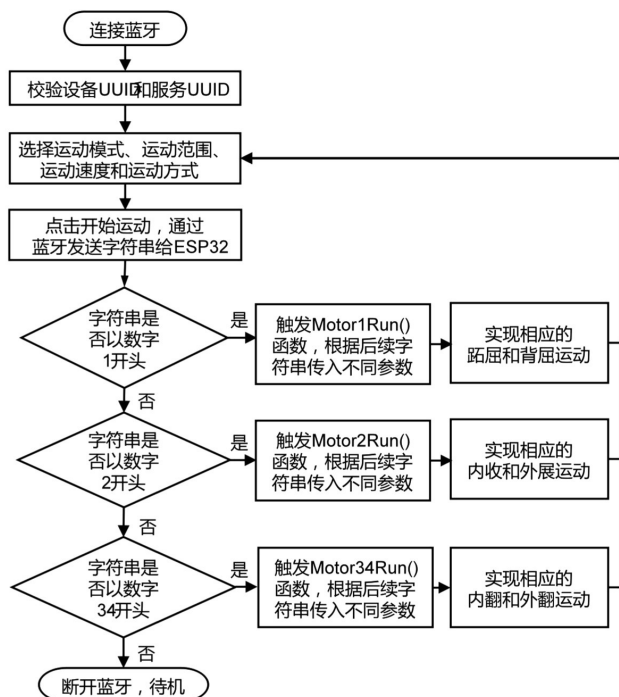 连接蓝牙
校验设备UUID和服务UUID
选择运动模式、运动范围、
运动速度和运动方式
点击开始运动，通过
蓝牙发送字符串给ESP32
字符串是
否以数字
1开头
是
触发Motor1Run()
函数，根据后续字
符串传入不同参数
实现相应的
跖屈和背屈运动
否
字符串是
否以数字
2开头
是
触发Motor2Run()
函数，根据后续字
符串传入不同参数
实现相应的
内收和外展运动
否
字符串是
否以数字
34开头
是
触发Motor34Run()
函数，根据后续字
符串传入不同参数
实现相应的
内翻和外翻运动
否
断开蓝牙，待机